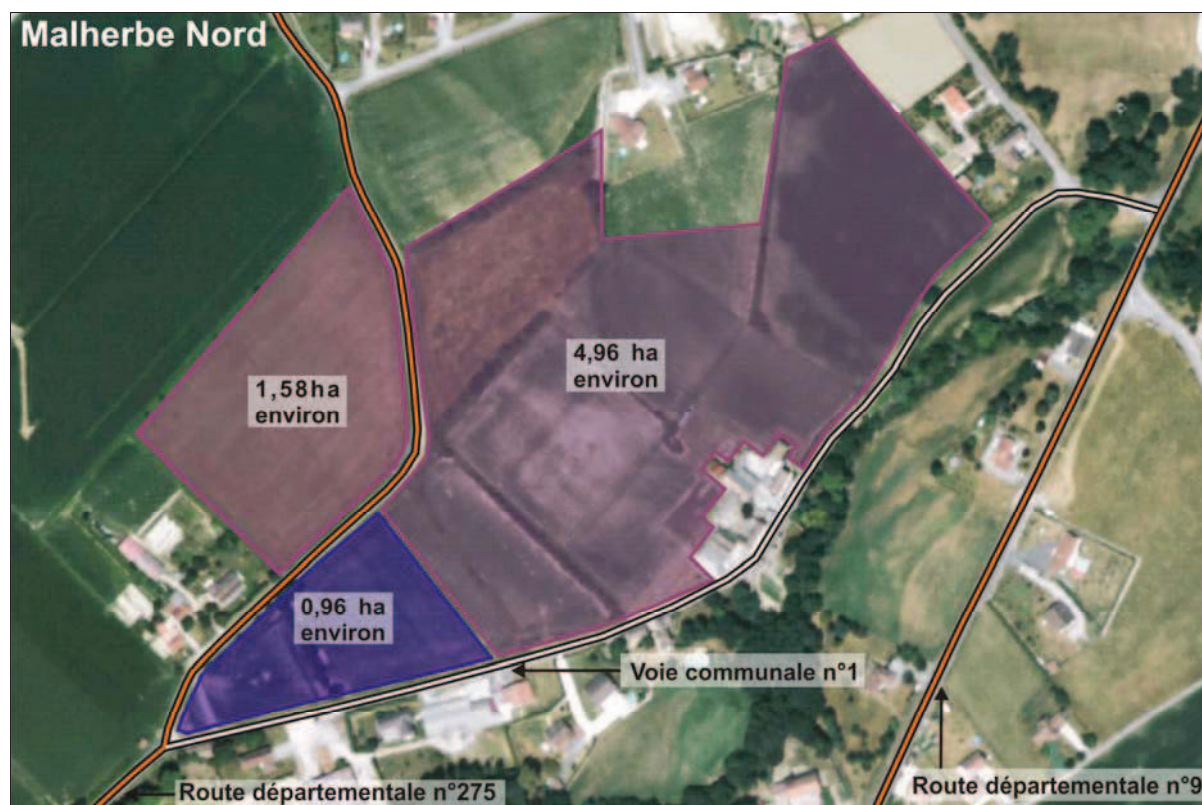 Malherbe Nord
4,96 ha
environ
1,58ha
environ
0,96 ha
environ
Voie communale n°1
Route départementale n°275
Route départementale n°9